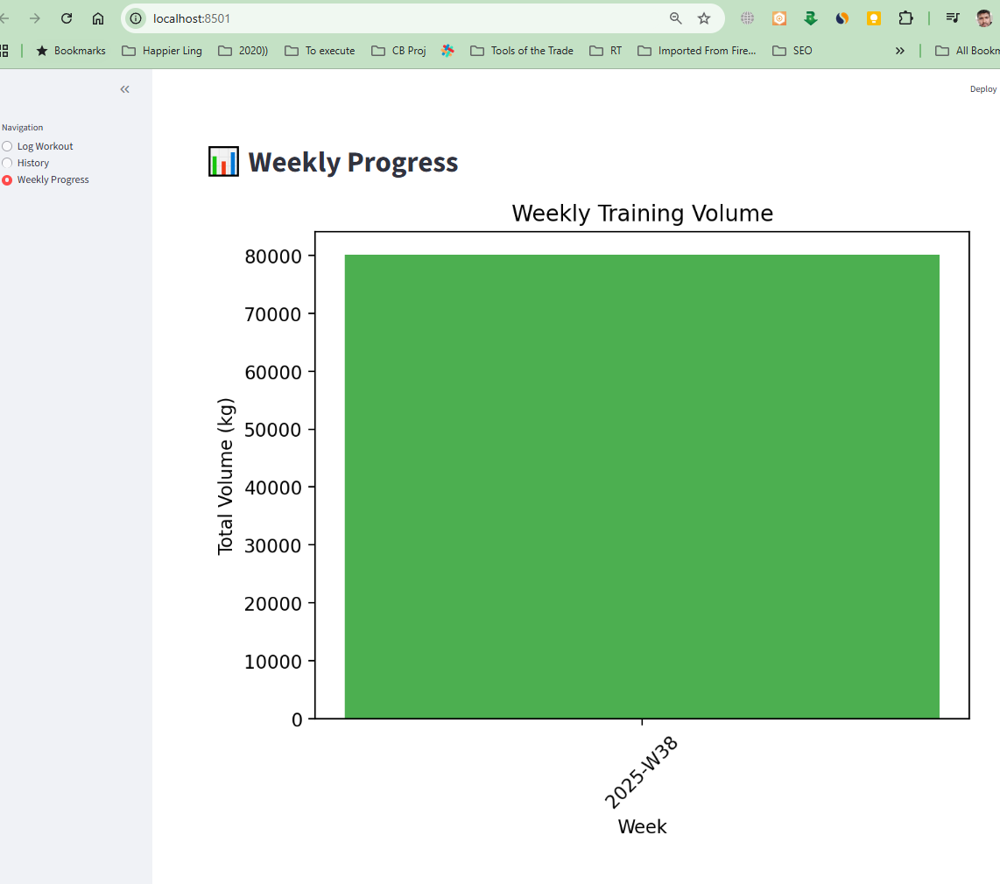 localhost:8501
Bookmarks
Happier Ling
2020))
To execute
CB Proj
Tools of the Trade
RT
Imported From Fire...
SEO
»
All Bookm
Deploy
Navigation
Log Workout
History
Weekly Progress
Weekly Progress
Weekly Training Volume
Total Volume (kg)
80000
70000
60000
50000
40000
30000
20000
10000
0
2025-W38
Week